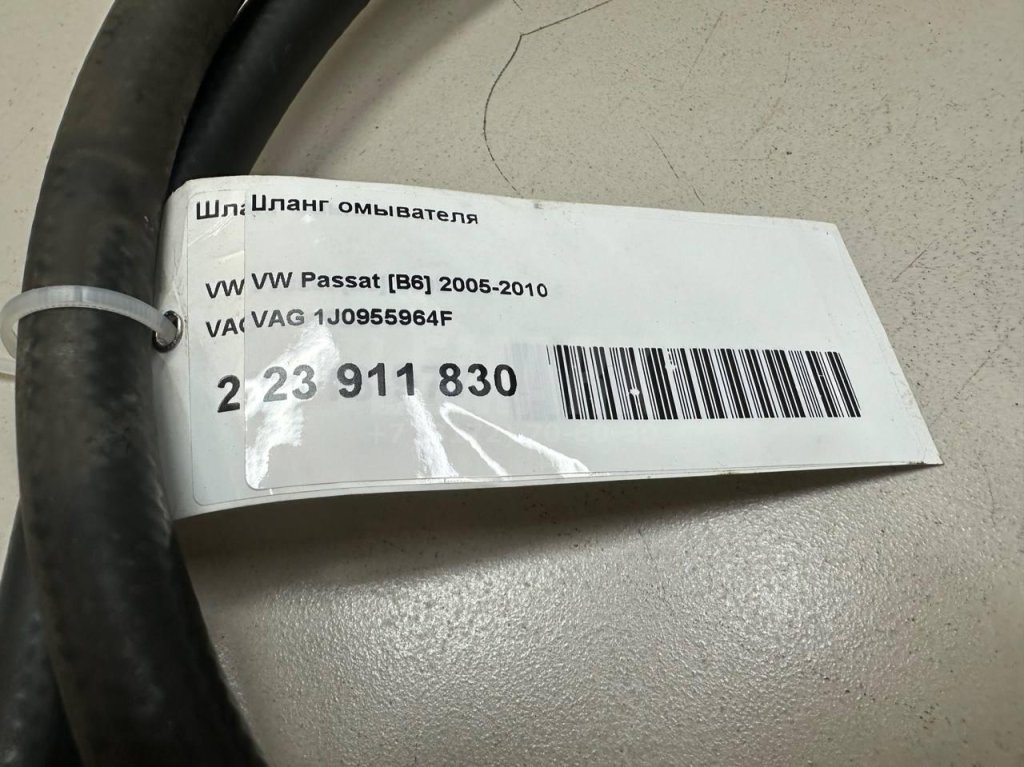 Шланг омывателя
VW Passat [B6] 2005-2010
VAG 1J0955964F
23 911 830